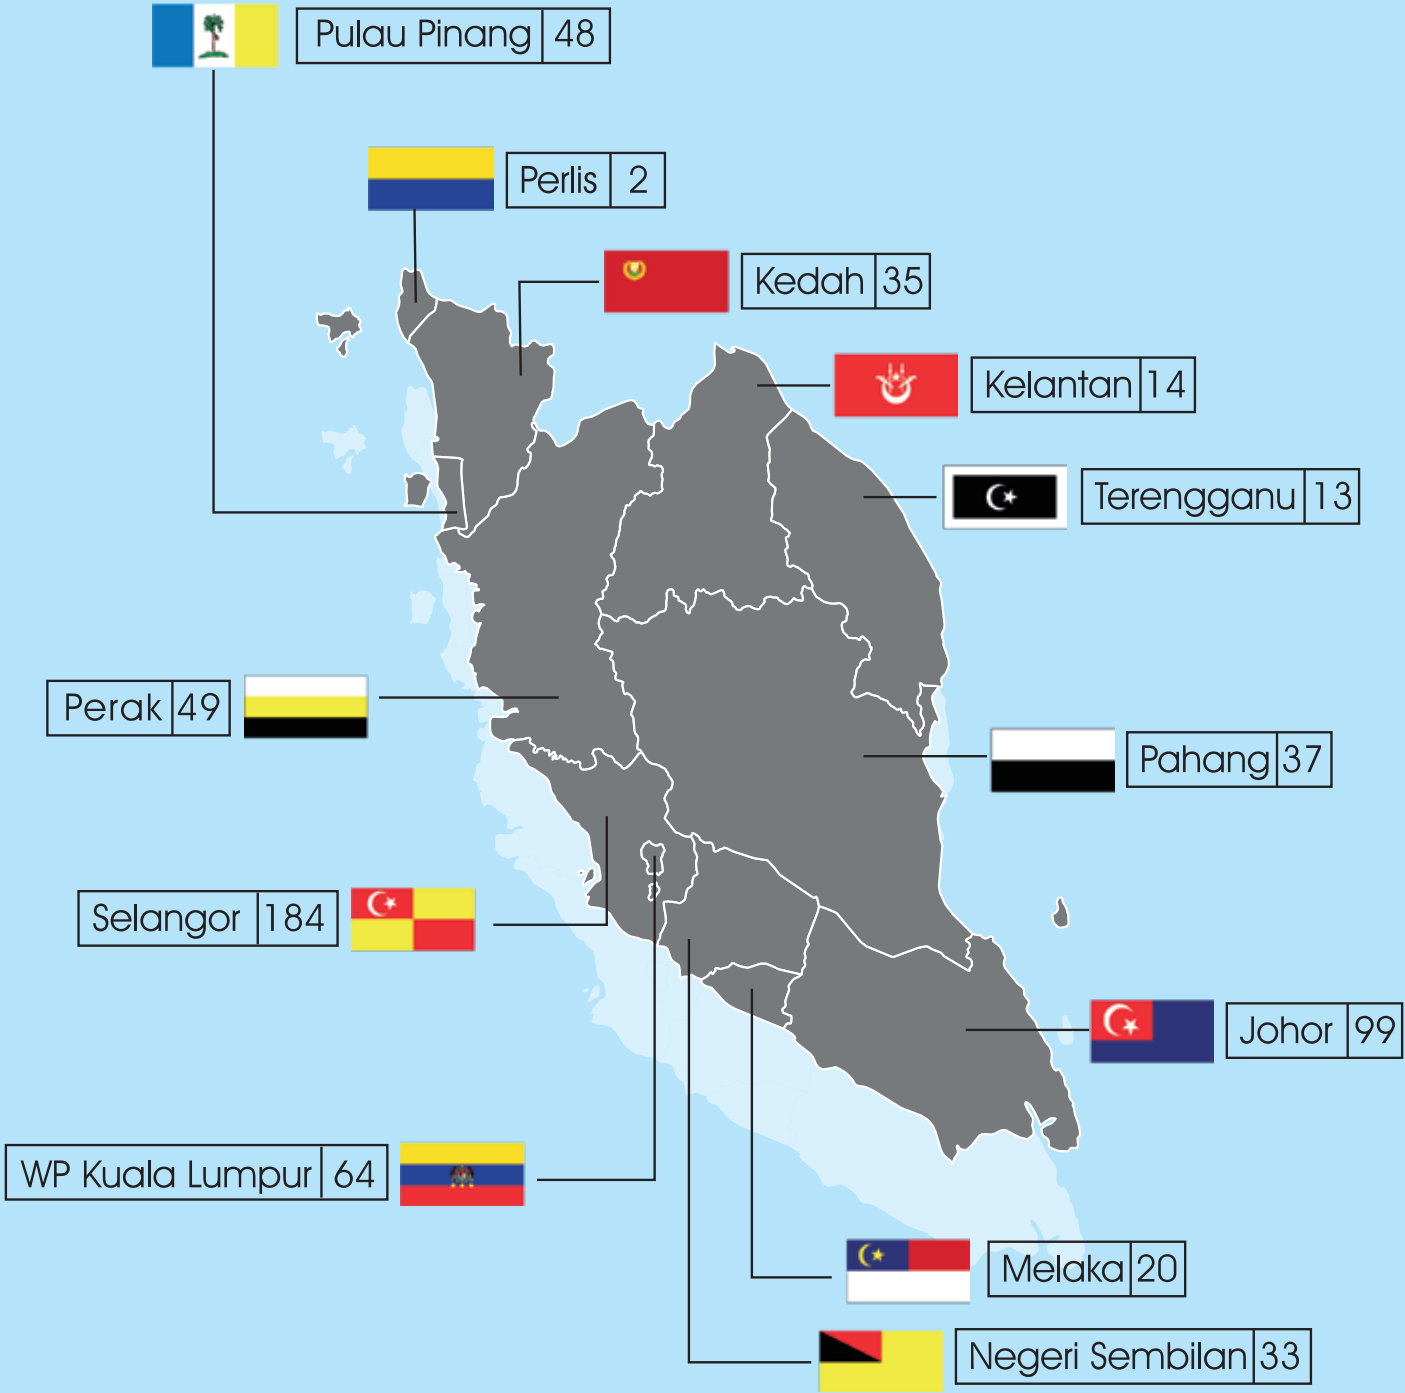 Pulau Pinang 48
Perlis 2
Kedah 35
Kelantan 14
Terengganu 13
Perak 49
Pahang 37
Selangor 184
Johor 99
WP Kuala Lumpur 64
Melaka 20
Negeri Sembilan 33